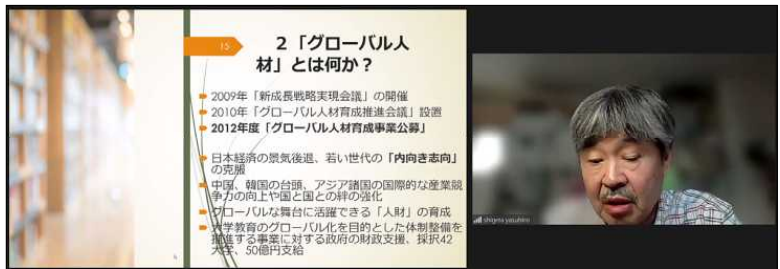 15
2「グローバル人
材」とは何か？
2009年「新成長戦略実現会議」の開催
2010年「グローバル人材育成推進会議」設置
2012年度「グローバル人材育成事業公募」
日本経済の景気後退、若い世代の「内向き志向」
の克服
中国、韓国の台頭、アジア諸国の国際的な産業競
争力の向上や国と国との絆の強化
グローバルな舞台に活躍できる「人財」の育成
大学教育のグローバル化を目的とした体制整備を
推進する事業に対する政府の財政支援、採択42
大学、50億円支給
shigeta yasuhiro